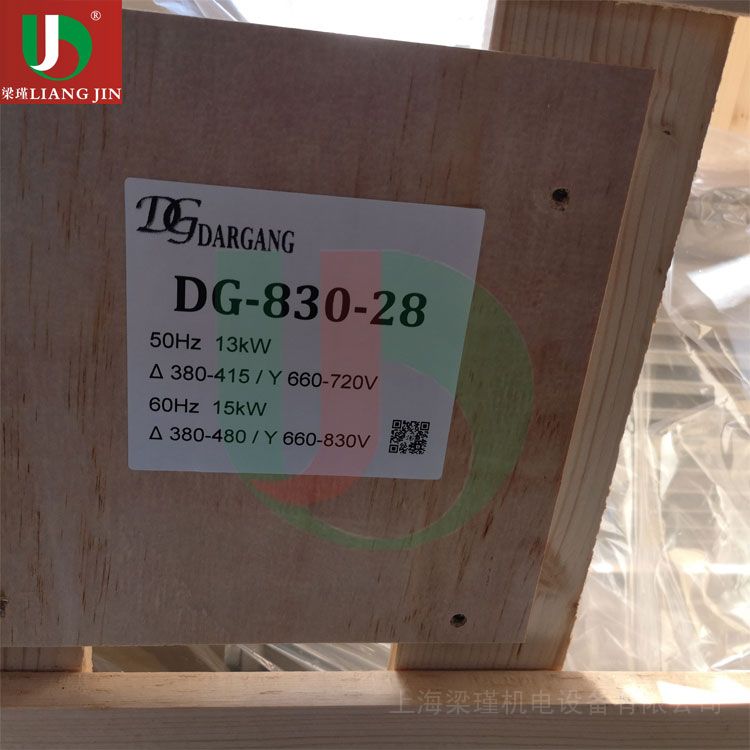 ®
梁瑾LIANG JIN
DG DARGANG
DG-830-28
50Hz 13kW
Δ 380-415 / Y 660-720V
60Hz 15kW
Δ 380-480 / Y 660-830V
上海梁瑾机电设备有限公司